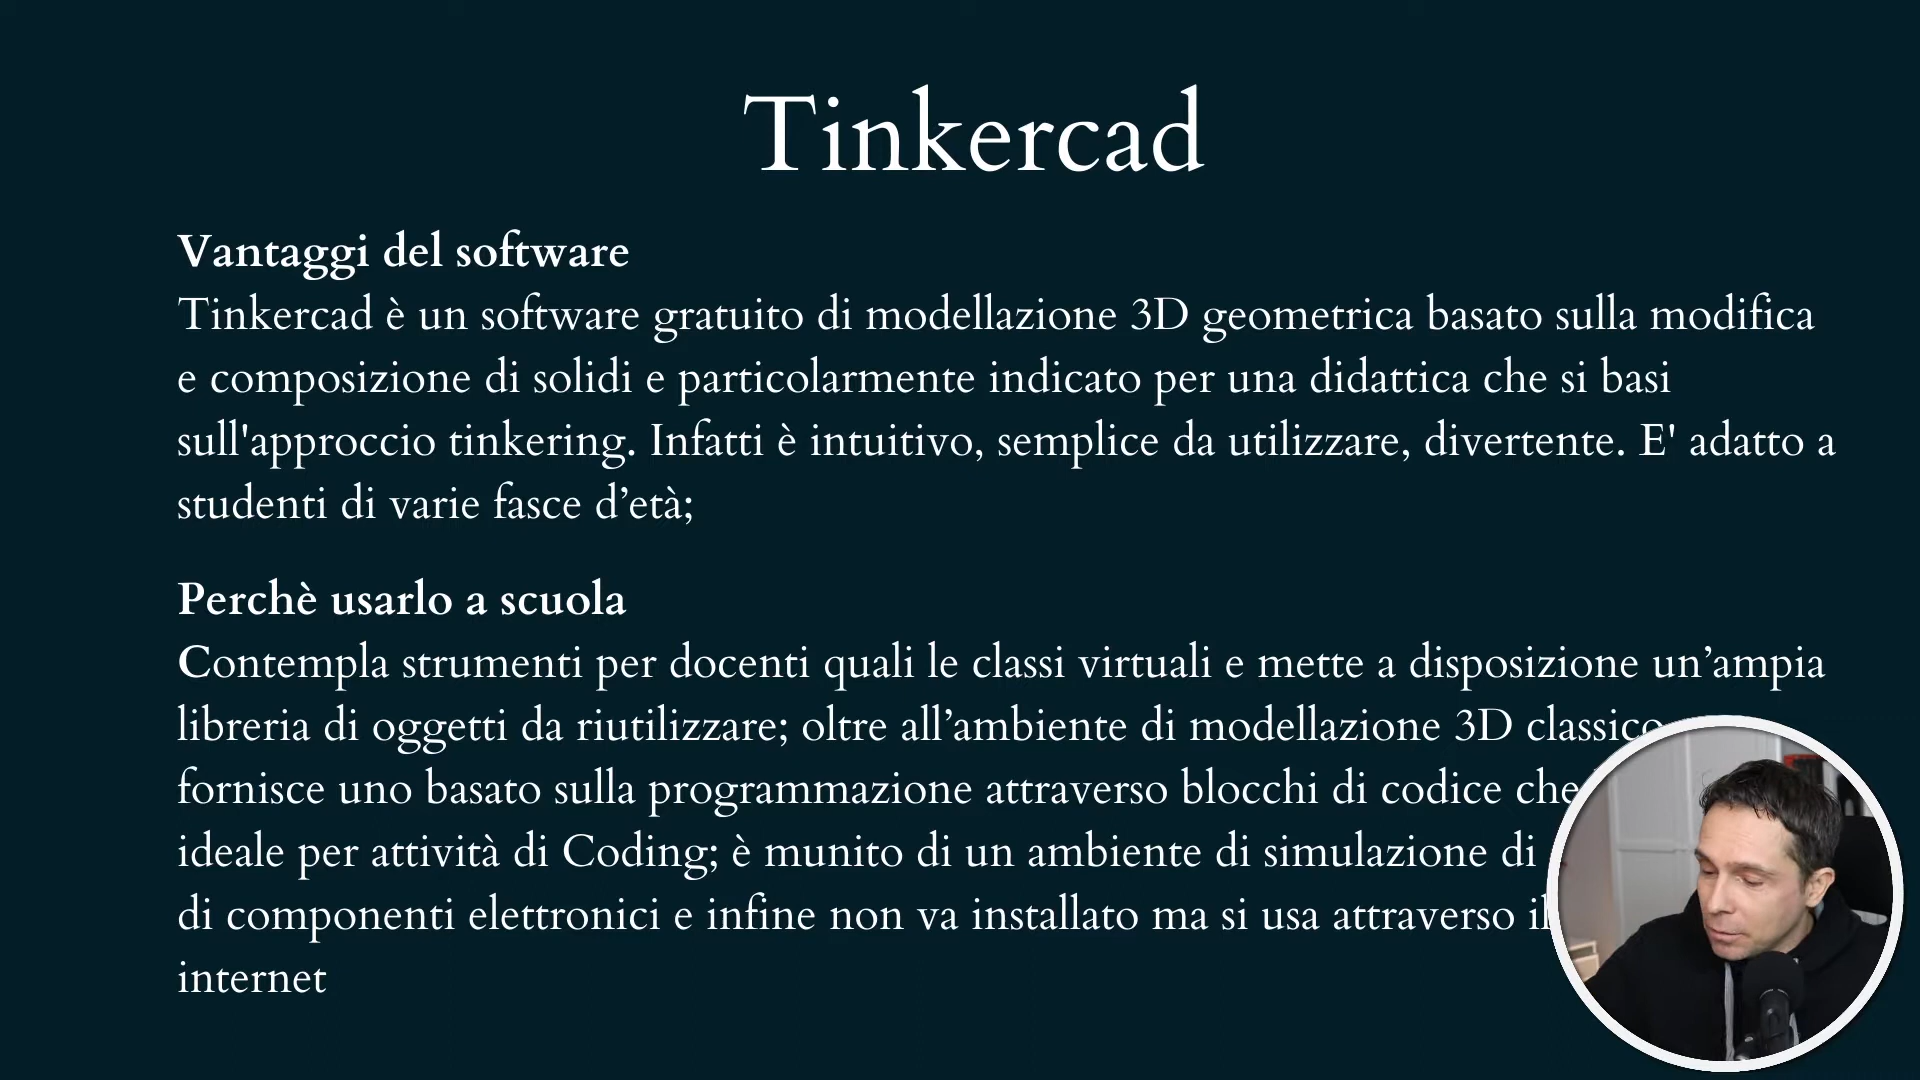 Tinkercad
Vantaggi del software
Tinkercad è un software gratuito di modellazione 3D geometrica basato sulla modifica
e composizione di solidi e particolarmente indicato per una didattica che si basi
sull'approccio tinkering. Infatti è intuitivo, semplice da utilizzare, divertente. E' adatto a
studenti di varie fasce d’età;
Perchè usarlo a scuola
Contempla strumenti per docenti quali le classi virtuali e mette a disposizione un’ampia
libreria di oggetti da riutilizzare; oltre all’ambiente di modellazione 3D classico
fornisce uno basato sulla programmazione attraverso blocchi di codice che
ideale per attività di Coding; è munito di un ambiente di simulazione di
di componenti elettronici e infine non va installato ma si usa attraverso il
internet